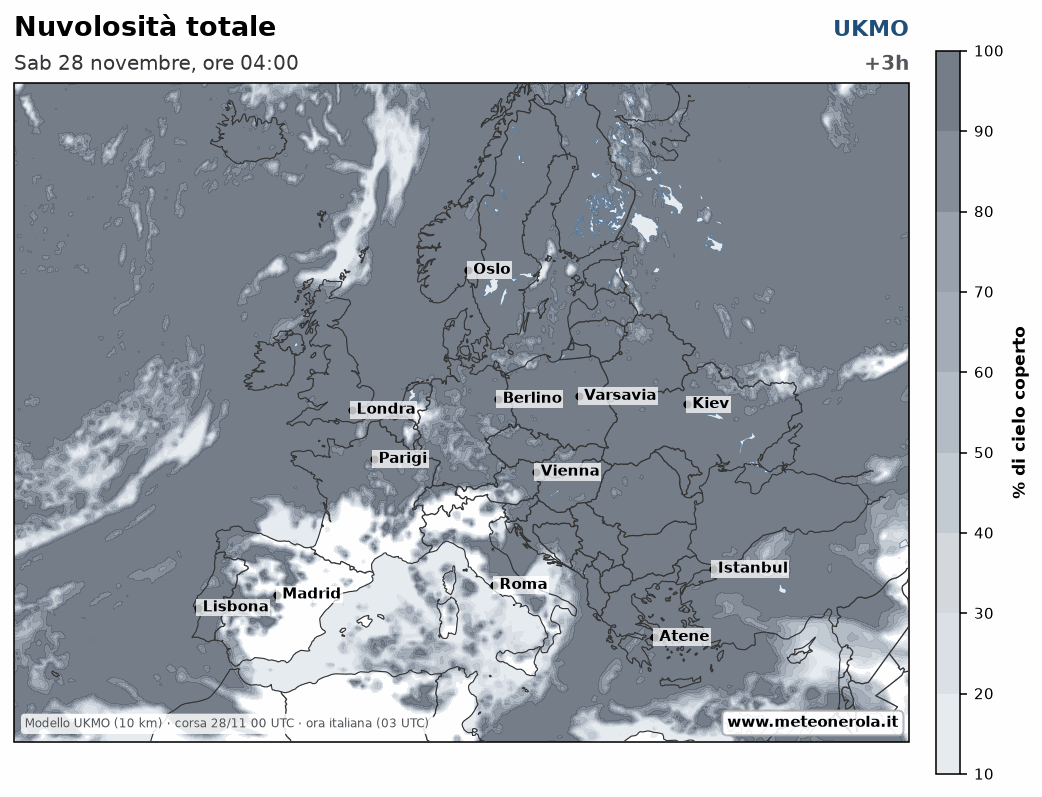 Nuvolosità totale
UKMO
Sab 28 novembre, ore 04:00
+3h
100
90
80
70
60
50
40
30
20
10
% di cielo coperto
Oslo
Londra
Berlino
Varsavia
Kiev
Parigi
Vienna
Istanbul
Roma
Madrid
Lisbona
Atene
Modello UKMO (10 km) · corsa 28/11 00 UTC · ora italiana (03 UTC)
www.meteonerola.it